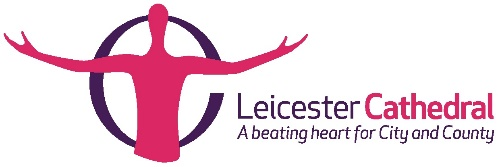 Leicester Cathedral
A beating heart for City and County